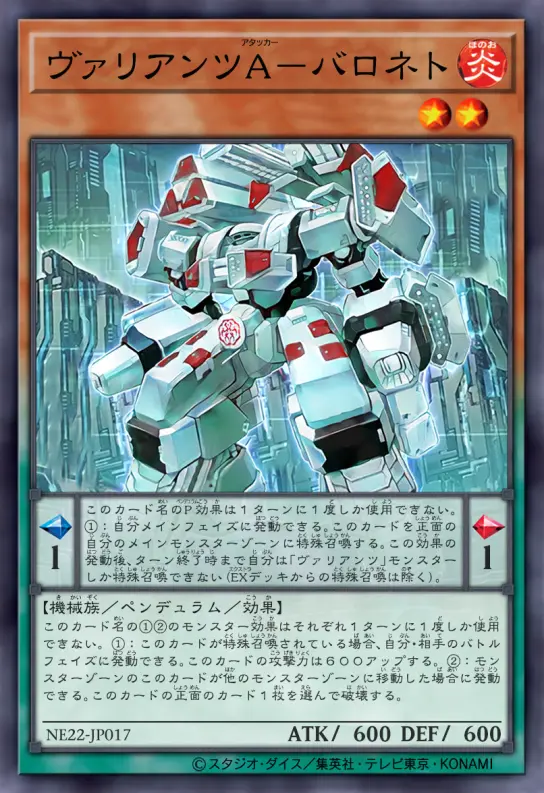 アタッカー
ヴァリアンツA－バロネト
ほのお
炎
このカード名のP効果は1ターンに1度しか使用できない。
①：自分メインフェイズに発動できる。このカードを正面の
自分のメインモンスターゾーンに特殊召喚する。この効果の
発動後、ターン終了時まで自分は「ヴァリアンツ」モンスター
しか特殊召喚できない（EXデッキからの特殊召喚は除く）。
1
1
【機械族／ペンデュラム／効果】
このカード名の①②のモンスター効果はそれぞれ1ターンに1度しか使用
できない。①：このカードが特殊召喚されている場合、自分・相手のバトル
フェイズに発動できる。このカードの攻撃力は６００アップする。②：モン
スターゾーンのこのカードが他のモンスターゾーンに移動した場合に発動
できる。このカードの正面のカード1枚を選んで破壊する。
NE22-JP017
ATK/ 600 DEF/ 600
©スタジオ・ダイス／集英社・テレビ東京・KONAMI